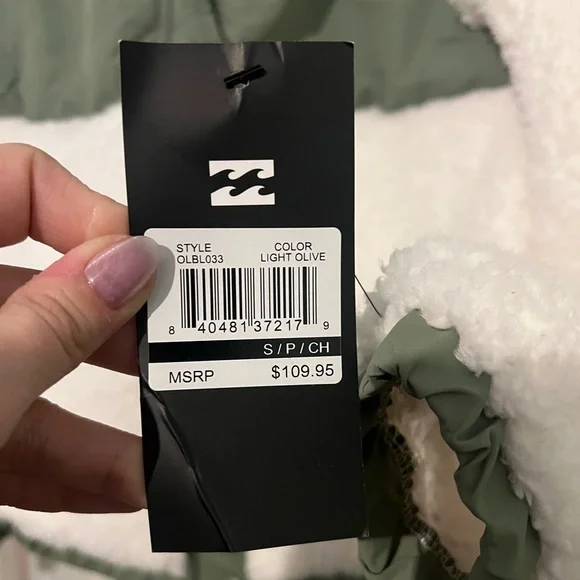 STYLE COLOR
OLBL033 LIGHT OLIVE
8 40481 37217 9
S / P / CH
MSRP $109.95